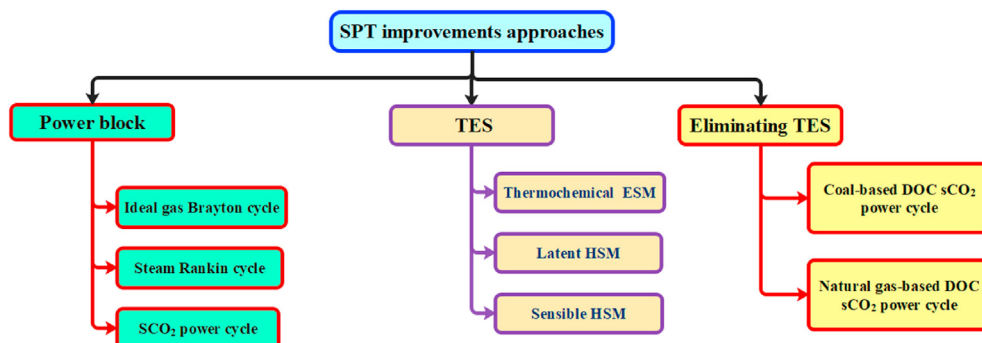 SPT improvements approaches
Power block
TES
Eliminating TES
Ideal gas Brayton cycle
Steam Rankin cycle
SCO₂ power cycle
Thermochemical ESM
Latent HSM
Sensible HSM
Coal-based DOC sCO₂
power cycle
Natural gas-based DOC
sCO₂ power cycle